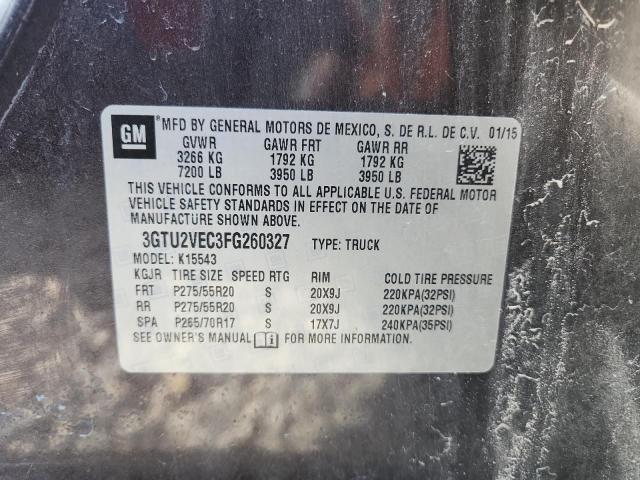 GM MFD BY GENERAL MOTORS DE MEXICO, S. DE R.L. DE C.V. 01/15
GVWR GAWR FRT GAWR RR
3266 KG 1792 KG 1792 KG
7200 LB 3950 LB 3950 LB
THIS VEHICLE CONFORMS TO ALL APPLICABLE U.S. FEDERAL MOTOR
VEHICLE SAFETY STANDARDS IN EFFECT ON THE DATE OF
MANUFACTURE SHOWN ABOVE.
3GTU2VEC3FG260327 TYPE: TRUCK
MODEL: K15543
KGJR TIRE SIZE SPEED RTG RIM COLD TIRE PRESSURE
FRT P275/55R20 S 20X9J 220KPA(32PSI)
RR P275/55R20 S 20X9J 220KPA(32PSI)
SPA P265/70R17 S 17X7J 240KPA(35PSI)
SEE OWNER'S MANUAL i FOR MORE INFORMATION.